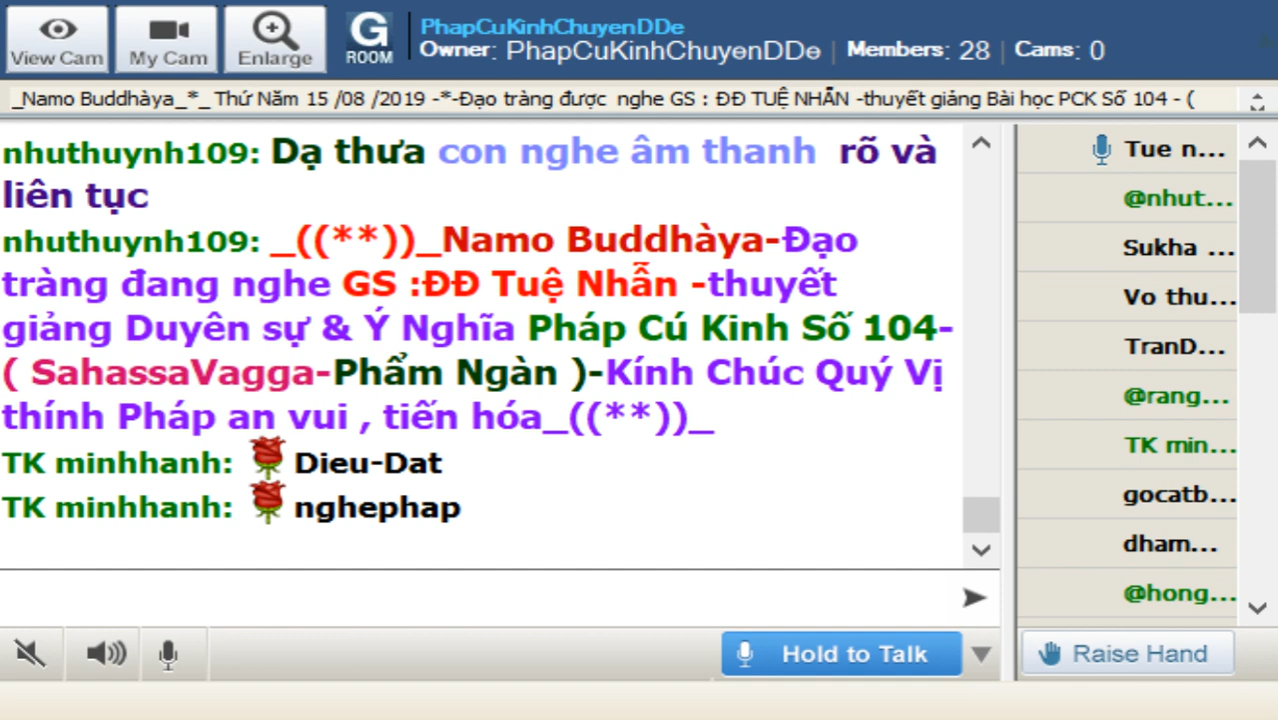 View Cam
My Cam
Enlarge
G
ROOM
PhapCuKinhChuyenDDe
Owner: PhapCuKinhChuyenDDe | Members: 28 | Cams: 0
_Namo Buddhàya_*_ Thứ Năm 15 /08 /2019 -*-Đạo tràng được nghe GS : ĐĐ TUỆ NHẪN -thuyết giảng Bài học PCK Số 104 - (
nhuthuynh109: Dạ thưa con nghe âm thanh rõ và
liên tục
nhuthuynh109: _((**))_Namo Buddhàya-Đạo
tràng đang nghe GS :ĐĐ Tuệ Nhẫn -thuyết
giảng Duyên sự & Ý Nghĩa Pháp Cú Kinh Số 104-
( SahassaVagga-Phẩm Ngàn )-Kính Chúc Quý Vị
thính Pháp an vui , tiến hóa_((**))_
TK minhhanh: Dieu-Dat
TK minhhanh: nghephap
Tue n...
@nhut...
Sukha ...
Vo thu...
TranD...
@rang...
TK min...
gocatb...
dham...
@hong...
Hold to Talk
Raise Hand